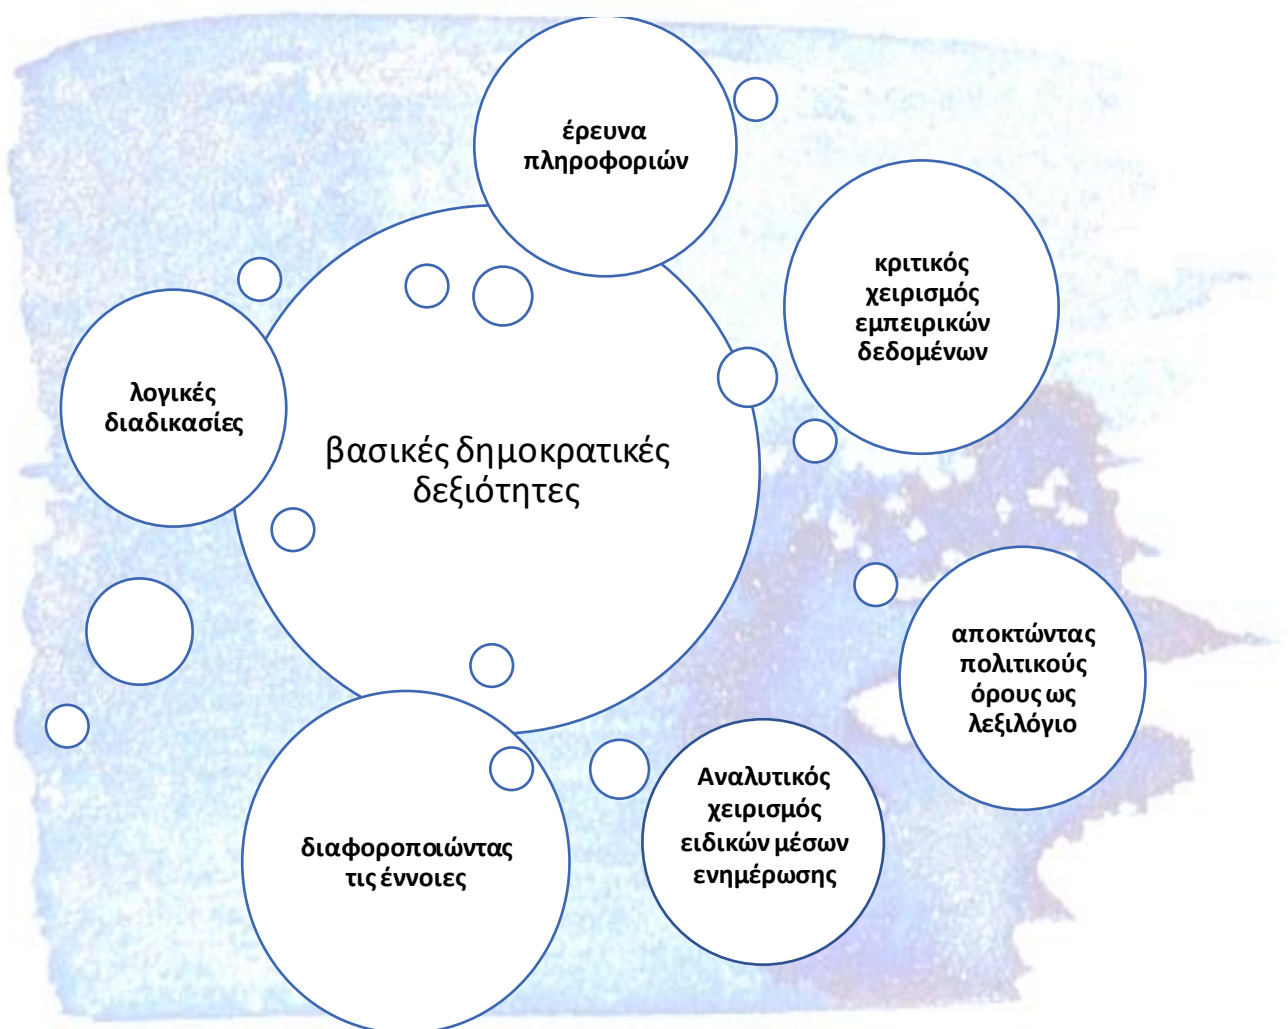 έρευνα
πληροφοριών
κριτικός
χειρισμός
εμπειρικών
δεδομένων
λογικές
διαδικασίες
βασικές δημοκρατικές
δεξιότητες
αποκτώντας
πολιτικούς
όρους ως
λεξιλόγιο
Αναλυτικός
χειρισμός
ειδικών μέσων
ενημέρωσης
διαφοροποιώντας
τις έννοιες